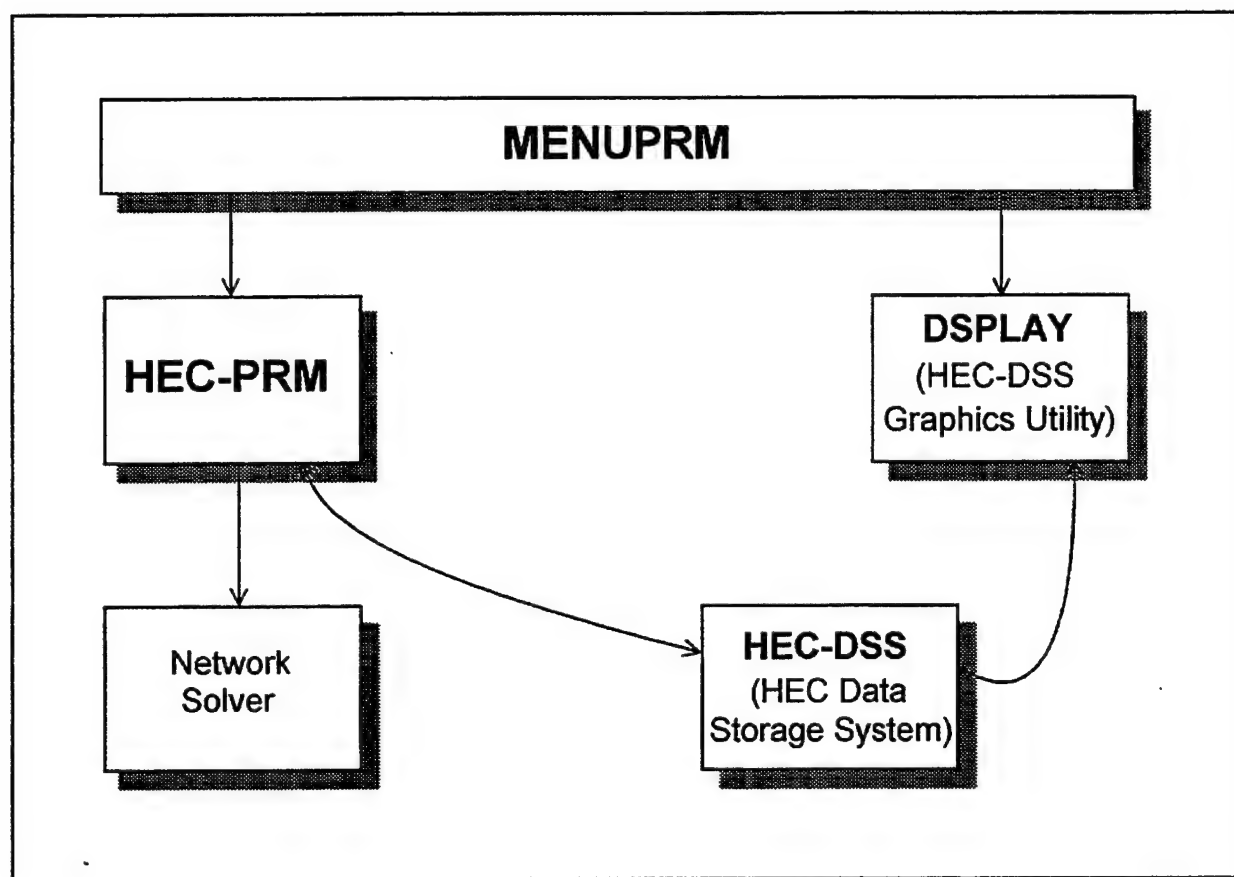 MENUPRM
HEC-PRM
DSPLAY
(HEC-DSS
Graphics Utility)
Network
Solver
HEC-DSS
(HEC Data
Storage System)